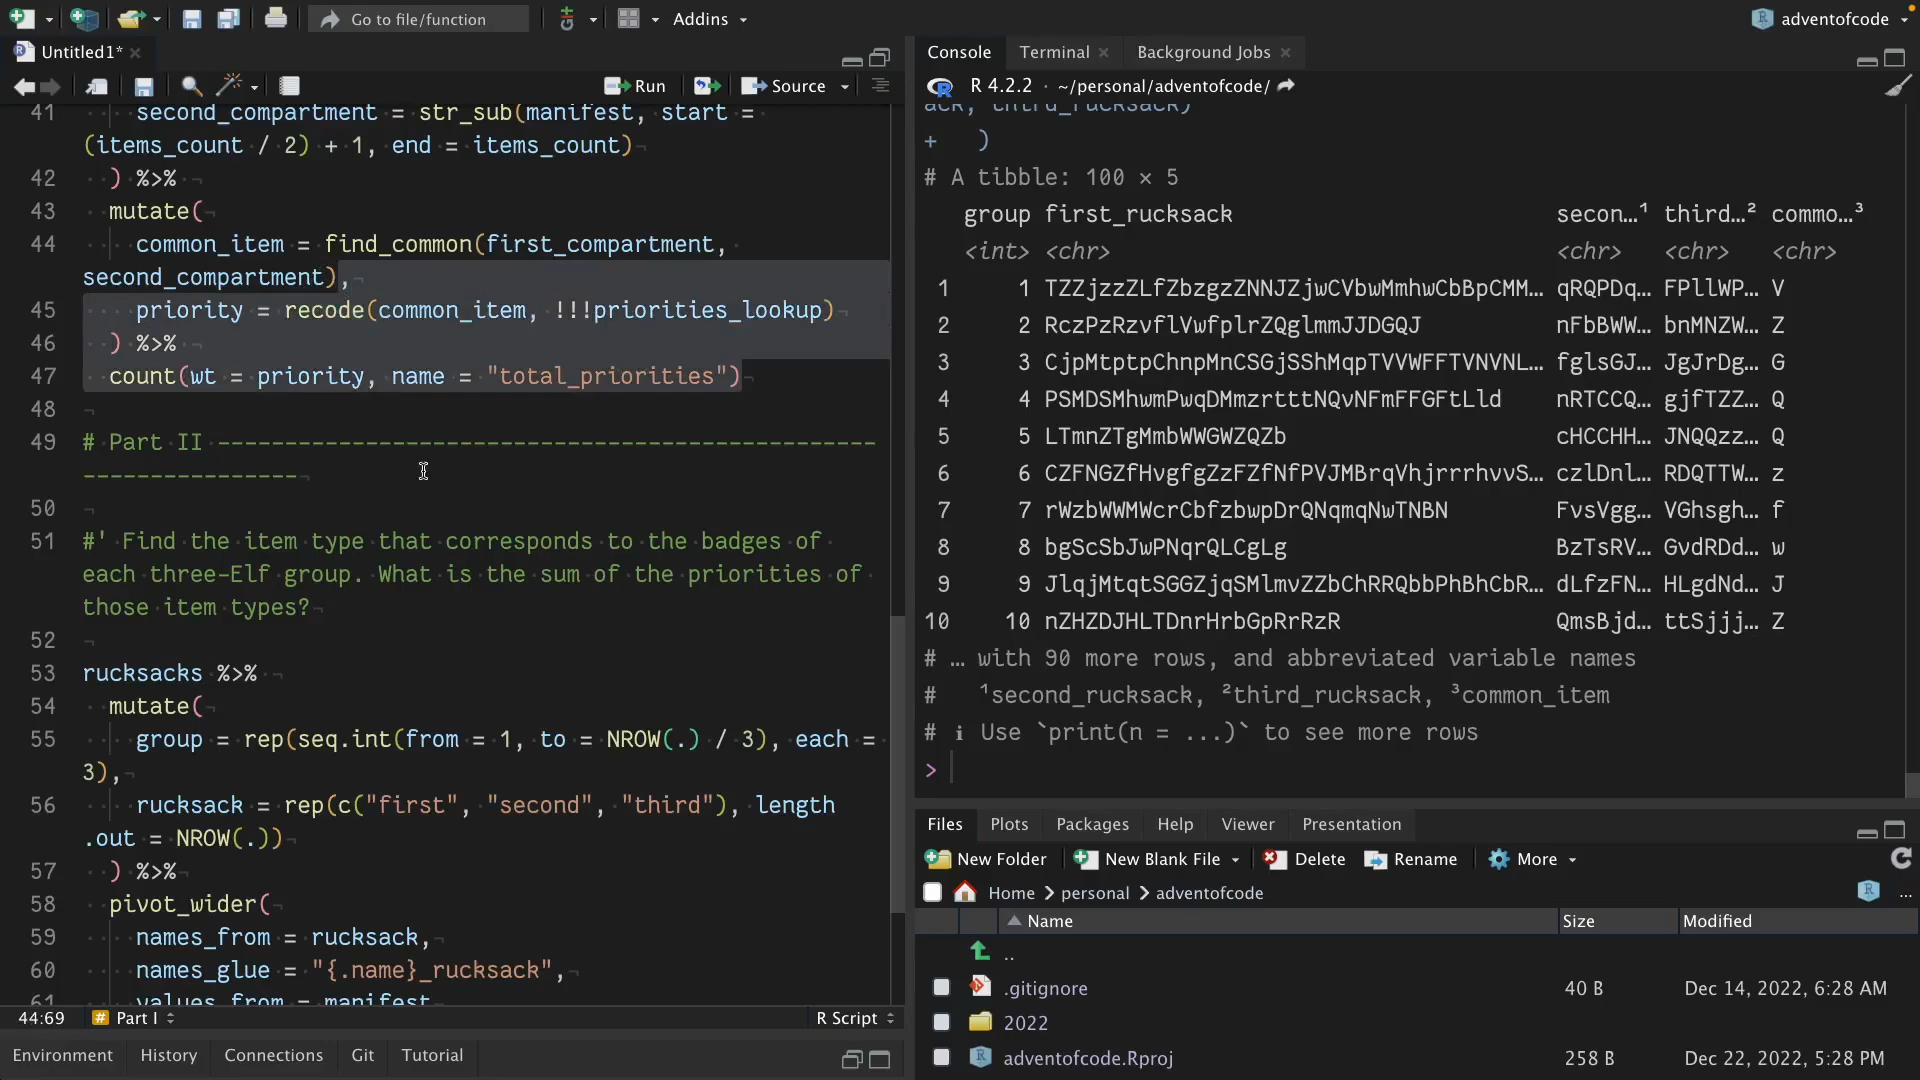 Go to file/function
Addins
adventofcode
Untitled1*
Run
Source
41 second_compartment = str_sub(manifest, start =
(items_count / 2) + 1, end = items_count)
42 ) %>%
43 mutate(
44 common_item = find_common(first_compartment,
second_compartment),
45 priority = recode(common_item, !!!priorities_lookup)
46 ) %>%
47 count(wt = priority, name = "total_priorities")
48
49 # Part II -------------------------------------------------
----------------
50
51 #' Find the item type that corresponds to the badges of
each three-Elf group. What is the sum of the priorities of
those item types?
52
53 rucksacks %>%
54 mutate(
55 group = rep(seq.int(from = 1, to = NROW(.) / 3), each =
3),
56 rucksack = rep(c("first", "second", "third"), length
.out = NROW(.))
57 ) %>%
58 pivot_wider(
59 names_from = rucksack,
60 names_glue = "{.name}_rucksack",
61 values_from = manifest
44:69
# Part I
R Script
Environment
History
Connections
Git
Tutorial
Console
Terminal
Background Jobs
R 4.2.2 · ~/personal/adventofcode/
ack, third_rucksack)
+ )
# A tibble: 100 × 5
group first_rucksack secon…¹ third…² commo…³
<int> <chr> <chr> <chr> <chr>
1 1 TZZjzzZLfZbzgzZNNJZjwCVbwMmhwCbBpCMM… qRQPDq… FPllWP… V
2 2 RczPzRzvflVwfplrZQglmmJJDGQJ nFbBWW… bnMNZW… Z
3 3 CjpMtptpChnpMnCSGjSShMqpTVVWFFTVNVNL… fglsGJ… JgJrDg… G
4 4 PSMDSMhwmPwqDMmzrtttNQvNFmFFGFtLld nRTCCQ… gjfTZZ… Q
5 5 LTmnZTgMmbWWGWZQZb cHCCHH… JNQQzz… Q
6 6 CZFNGZfHvgfgZzFZfNfPVJMBrqVhjrrrhvvS… czlDnl… RDQTTW… z
7 7 rWzbWWMWcrCbfzbwpDrQNqmqNwTNBN FvsVgg… VGhsgh… f
8 8 bgScSbJwPNqrQLCgLg BzTsRV… GvdRDd… w
9 9 JlqjMtqtSGGZjqSMlmvZZbChRRQbbPhBhCbR… dLfzFN… HLgdNd… J
10 10 nZHZDJHLTDnrHrbGpRrRzR QmsBjd… ttSjjj… Z
# … with 90 more rows, and abbreviated variable names
# ¹second_rucksack, ²third_rucksack, ³common_item
# ℹ Use `print(n = ...)` to see more rows
>
Files
Plots
Packages
Help
Viewer
Presentation
New Folder
New Blank File
Delete
Rename
More
Home
personal
adventofcode
...
Name
Size
Modified
..
.gitignore 40 B Dec 14, 2022, 6:28 AM
2022
adventofcode.Rproj 258 B Dec 22, 2022, 5:28 PM